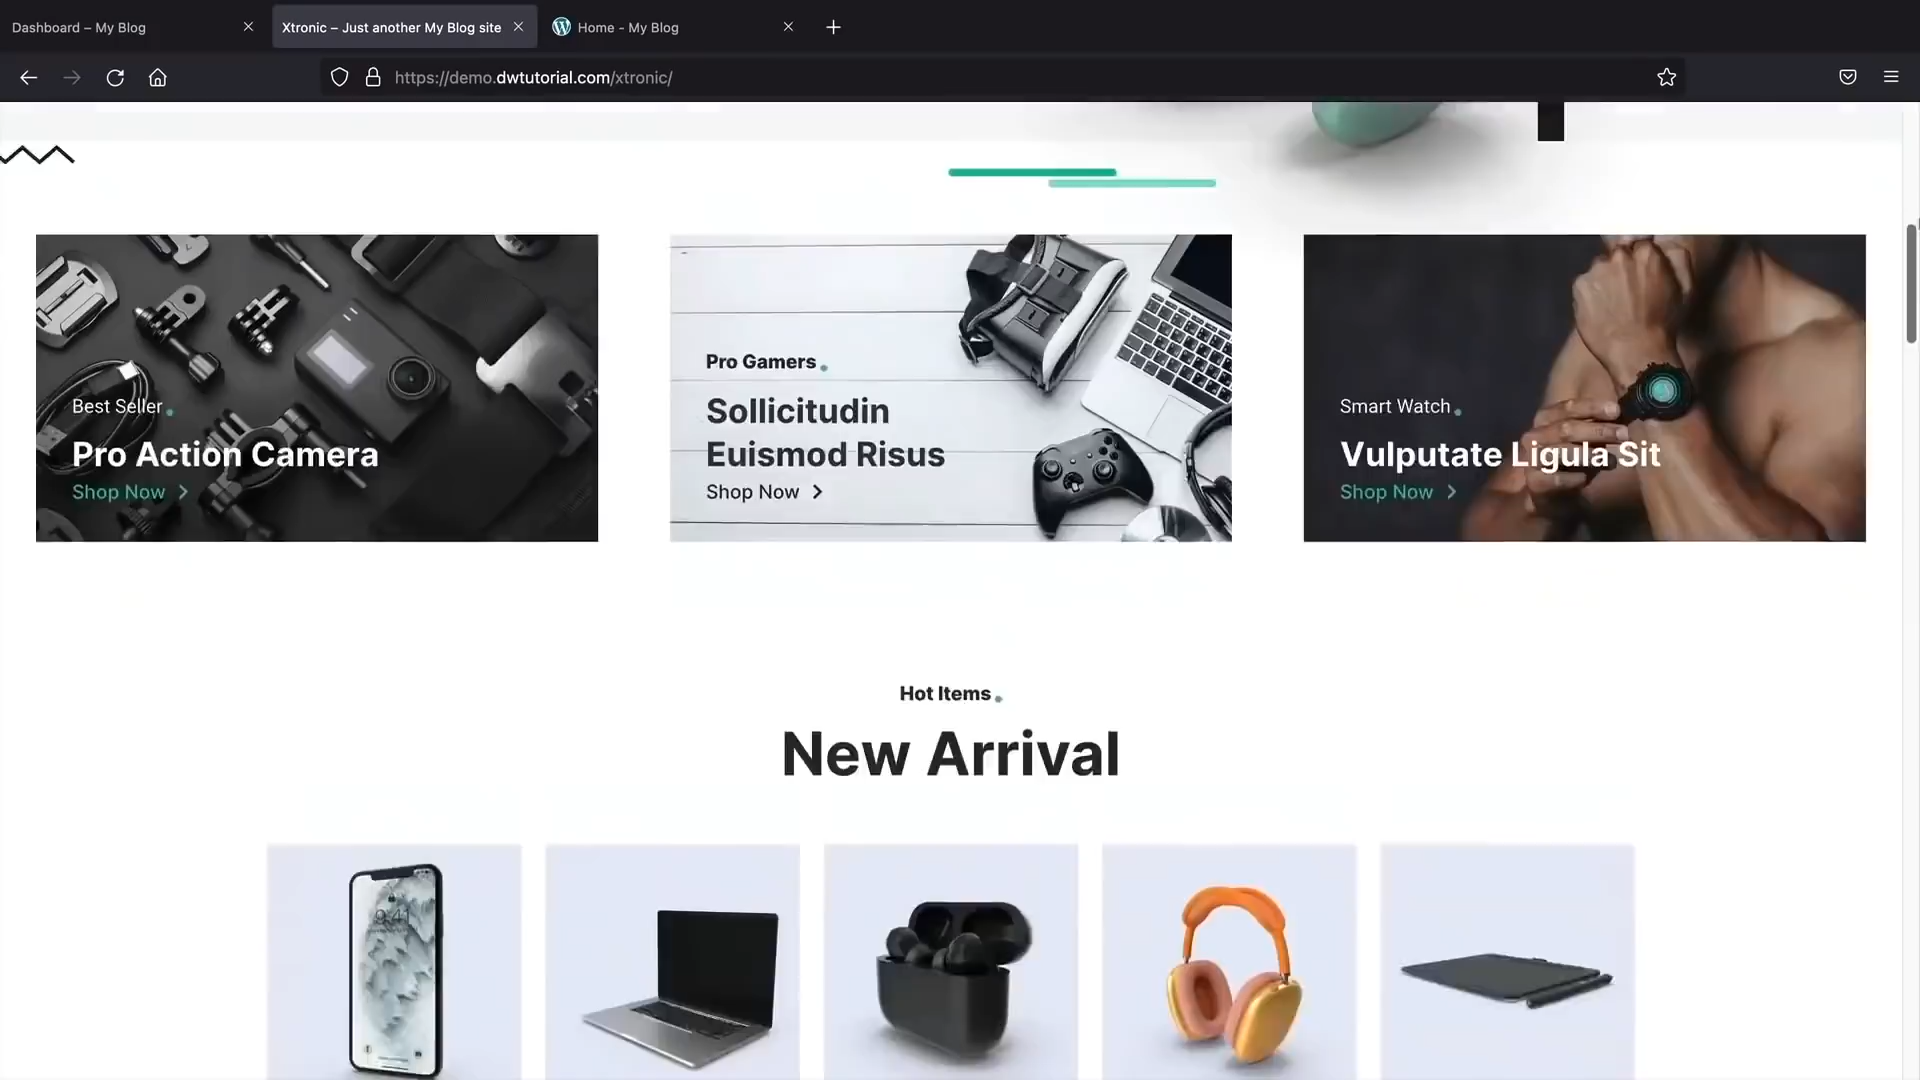 Dashboard – My Blog
Xtronic – Just another My Blog site
Home - My Blog
https://demo.dwtutorial.com/xtronic/
Best Seller.
Pro Action Camera
Shop Now
Pro Gamers.
Sollicitudin
Euismod Risus
Shop Now
Smart Watch.
Vulputate Ligula Sit
Shop Now
Hot Items.
New Arrival
9:41